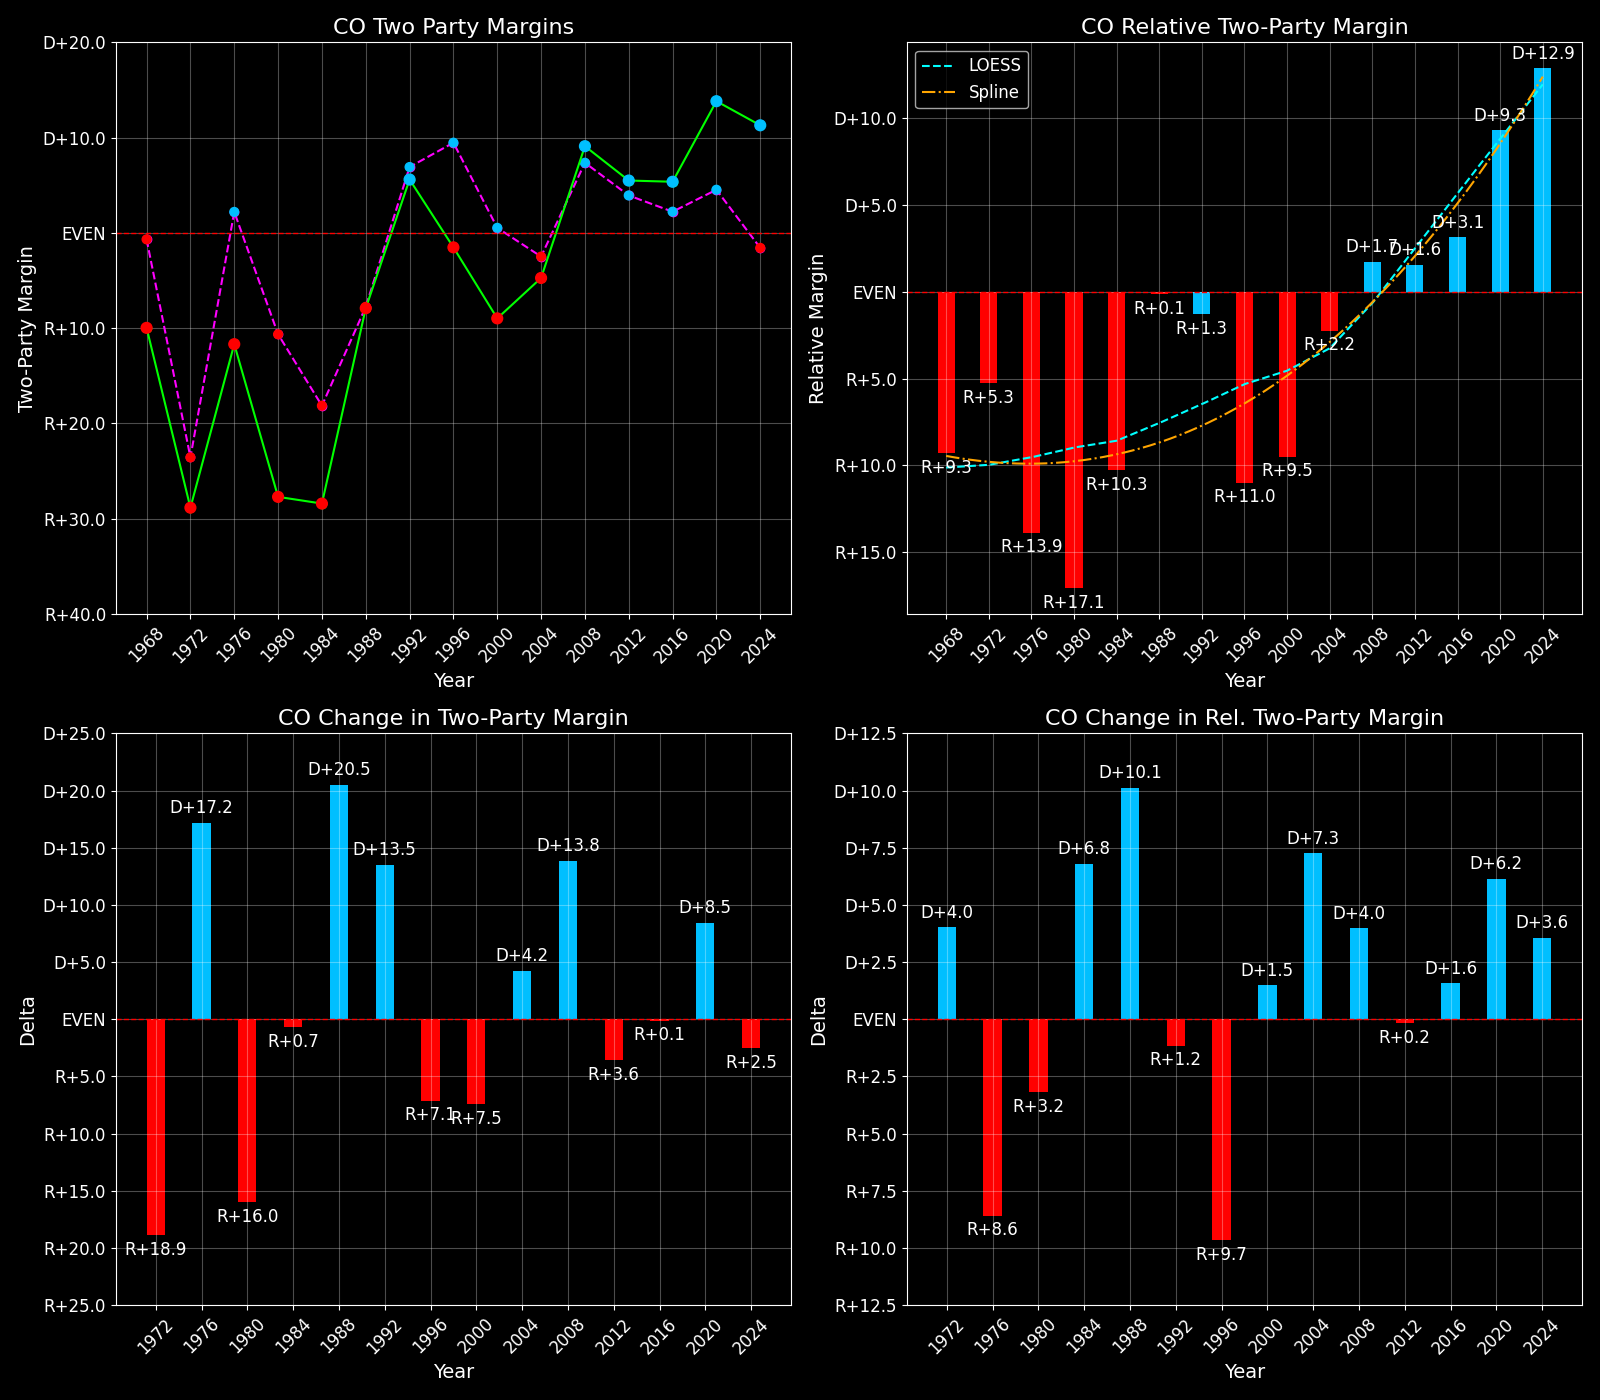 CO Two Party Margins
D+20.0
D+10.0
EVEN
R+10.0
R+20.0
R+30.0
R+40.0
Two-Party Margin
1968
1972
1976
1980
1984
1988
1992
1996
2000
2004
2008
2012
2016
2020
2024
Year
CO Relative Two-Party Margin
LOESS
Spline
D+10.0
D+5.0
EVEN
R+5.0
R+10.0
R+15.0
Relative Margin
R+9.3
R+5.3
R+13.9
R+17.1
R+10.3
R+0.1
R+1.3
R+11.0
R+9.5
R+2.2
D+1.7
D+1.6
D+3.1
D+9.3
D+12.9
1968
1972
1976
1980
1984
1988
1992
1996
2000
2004
2008
2012
2016
2020
2024
Year
CO Change in Two-Party Margin
D+25.0
D+20.0
D+15.0
D+10.0
D+5.0
EVEN
R+5.0
R+10.0
R+15.0
R+20.0
R+25.0
Delta
R+18.9
D+17.2
R+16.0
R+0.7
D+20.5
D+13.5
R+7.1
R+7.5
D+4.2
D+13.8
R+3.6
R+0.1
D+8.5
R+2.5
1972
1976
1980
1984
1988
1992
1996
2000
2004
2008
2012
2016
2020
2024
Year
CO Change in Rel. Two-Party Margin
D+12.5
D+10.0
D+7.5
D+5.0
D+2.5
EVEN
R+2.5
R+5.0
R+7.5
R+10.0
R+12.5
Delta
D+4.0
R+8.6
R+3.2
D+6.8
D+10.1
R+1.2
R+9.7
D+1.5
D+7.3
D+4.0
R+0.2
D+1.6
D+6.2
D+3.6
1972
1976
1980
1984
1988
1992
1996
2000
2004
2008
2012
2016
2020
2024
Year